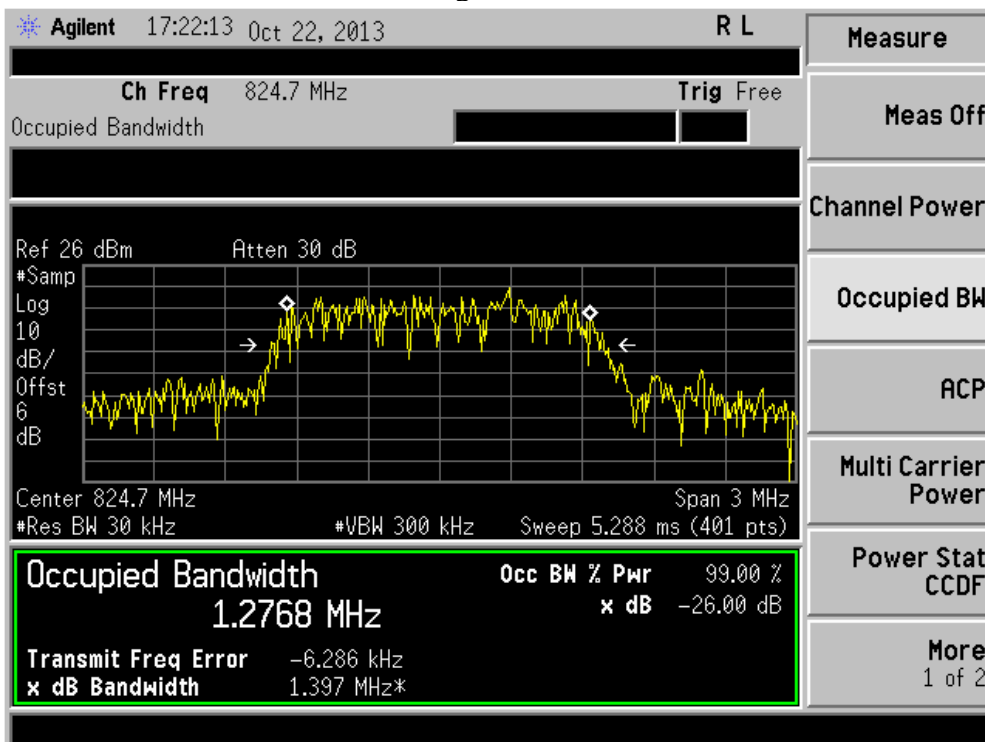 Agilent 17:22:13 Oct 22, 2013 R L
Measure
Ch Freq 824.7 MHz Trig Free
Occupied Bandwidth
Meas Off
Channel Power
Ref 26 dBm Atten 30 dB
#Samp
Log
10
dB/
Offst
6
dB
Occupied BW
ACP
Center 824.7 MHz Span 3 MHz
#Res BW 30 kHz #VBW 300 kHz Sweep 5.288 ms (401 pts)
Multi Carrier
Power
Occupied Bandwidth
1.2768 MHz
Occ BW % Pwr 99.00 %
x dB -26.00 dB
Transmit Freq Error -6.286 kHz
x dB Bandwidth 1.397 MHz*
Power Stat
CCDF
More
1 of 2